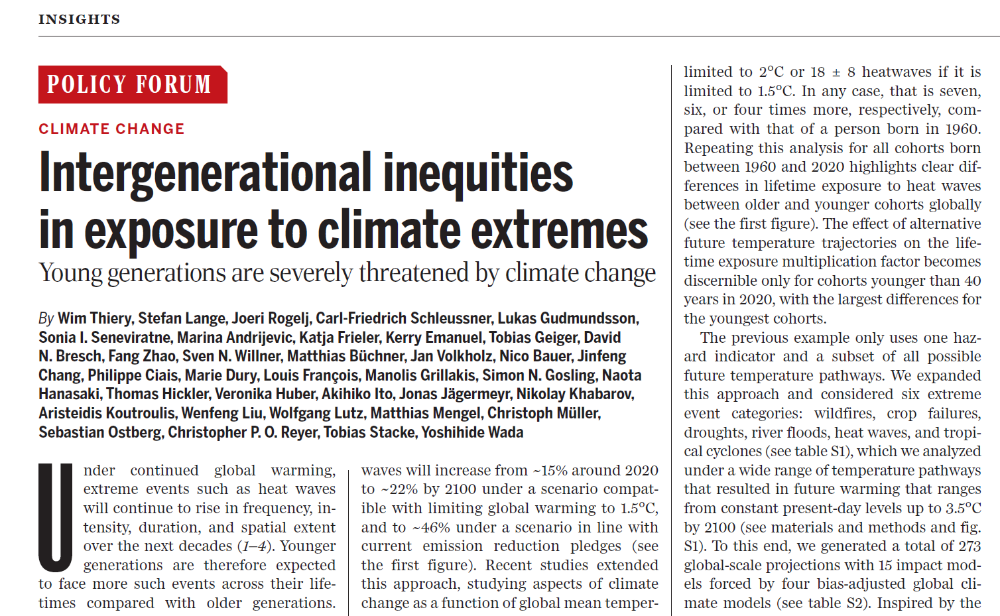 INSIGHTS
POLICY FORUM
CLIMATE CHANGE
Intergenerational inequities
in exposure to climate extremes
Young generations are severely threatened by climate change
By Wim Thiery, Stefan Lange, Joeri Rogelj, Carl-Friedrich Schleussner, Lukas Gudmundsson,
Sonia I. Seneviratne, Marina Andrijevic, Katja Frieler, Kerry Emanuel, Tobias Geiger, David
N. Bresch, Fang Zhao, Sven N. Willner, Matthias Büchner, Jan Volkholz, Nico Bauer, Jinfeng
Chang, Philippe Ciais, Marie Dury, Louis François, Manolis Grillakis, Simon N. Gosling, Naota
Hanasaki, Thomas Hickler, Veronika Huber, Akihiko Ito, Jonas Jägermeyr, Nikolay Khabarov,
Aristeidis Koutroulis, Wenfeng Liu, Wolfgang Lutz, Matthias Mengel, Christoph Müller,
Sebastian Ostberg, Christopher P. O. Reyer, Tobias Stacke, Yoshihide Wada
Under continued global warming,
extreme events such as heat waves
will continue to rise in frequency, in-
tensity, duration, and spatial extent
over the next decades (1–4). Younger
generations are therefore expected
to face more such events across their life-
times compared with older generations.
waves will increase from ~15% around 2020
to ~22% by 2100 under a scenario compat-
ible with limiting global warming to 1.5°C,
and to ~46% under a scenario in line with
current emission reduction pledges (see
the first figure). Recent studies extended
this approach, studying aspects of climate
change as a function of global mean temper-
limited to 2°C or 18 ± 8 heatwaves if it is
limited to 1.5°C. In any case, that is seven,
six, or four times more, respectively, com-
pared with that of a person born in 1960.
Repeating this analysis for all cohorts born
between 1960 and 2020 highlights clear dif-
ferences in lifetime exposure to heat waves
between older and younger cohorts globally
(see the first figure). The effect of alternative
future temperature trajectories on the life-
time exposure multiplication factor becomes
discernible only for cohorts younger than 40
years in 2020, with the largest differences for
the youngest cohorts.
The previous example only uses one haz-
ard indicator and a subset of all possible
future temperature pathways. We expanded
this approach and considered six extreme
event categories: wildfires, crop failures,
droughts, river floods, heat waves, and tropi-
cal cyclones (see table S1), which we analyzed
under a wide range of temperature pathways
that resulted in future warming that ranges
from constant present-day levels up to 3.5°C
by 2100 (see materials and methods and fig.
S1). To this end, we generated a total of 273
global-scale projections with 15 impact mod-
els forced by four bias-adjusted global cli-
mate models (see table S2). Inspired by the